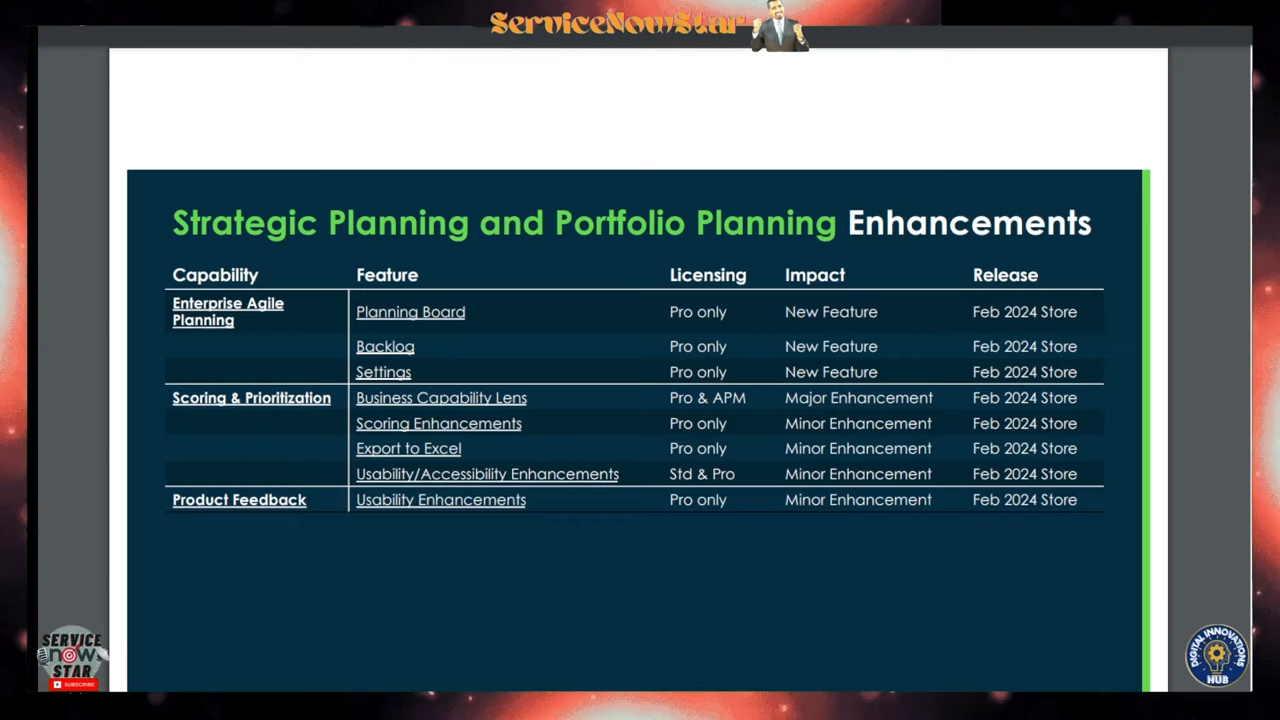 ServiceNowStar
Strategic Planning and Portfolio Planning Enhancements
Capability Feature Licensing Impact Release
Enterprise Agile
Planning Planning Board Pro only New Feature Feb 2024 Store
Backlog Pro only New Feature Feb 2024 Store
Settings Pro only New Feature Feb 2024 Store
Scoring & Prioritization Business Capability Lens Pro & APM Major Enhancement Feb 2024 Store
Scoring Enhancements Pro only Minor Enhancement Feb 2024 Store
Export to Excel Pro only Minor Enhancement Feb 2024 Store
Usability/Accessibility Enhancements Std & Pro Minor Enhancement Feb 2024 Store
Product Feedback Usability Enhancements Pro only Minor Enhancement Feb 2024 Store
SERVICE
now
STAR
SUBSCRIBE
DIGITAL INNOVATIONS
HUB